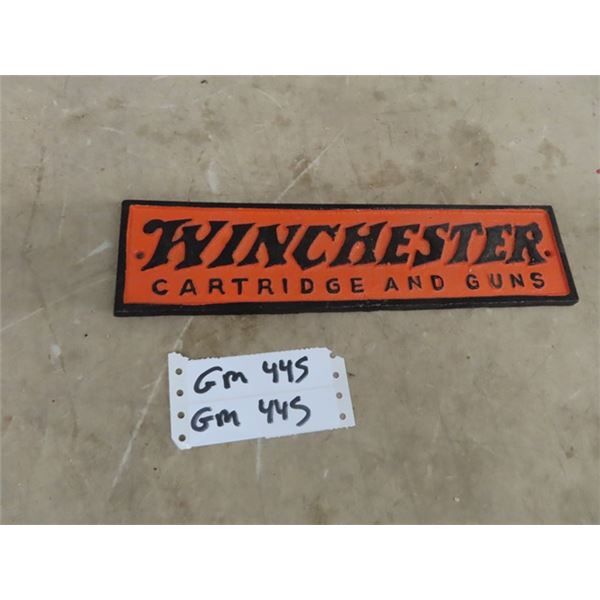 WINCHESTER
CARTRIDGE AND GUNS
Gm 445
Gm 445